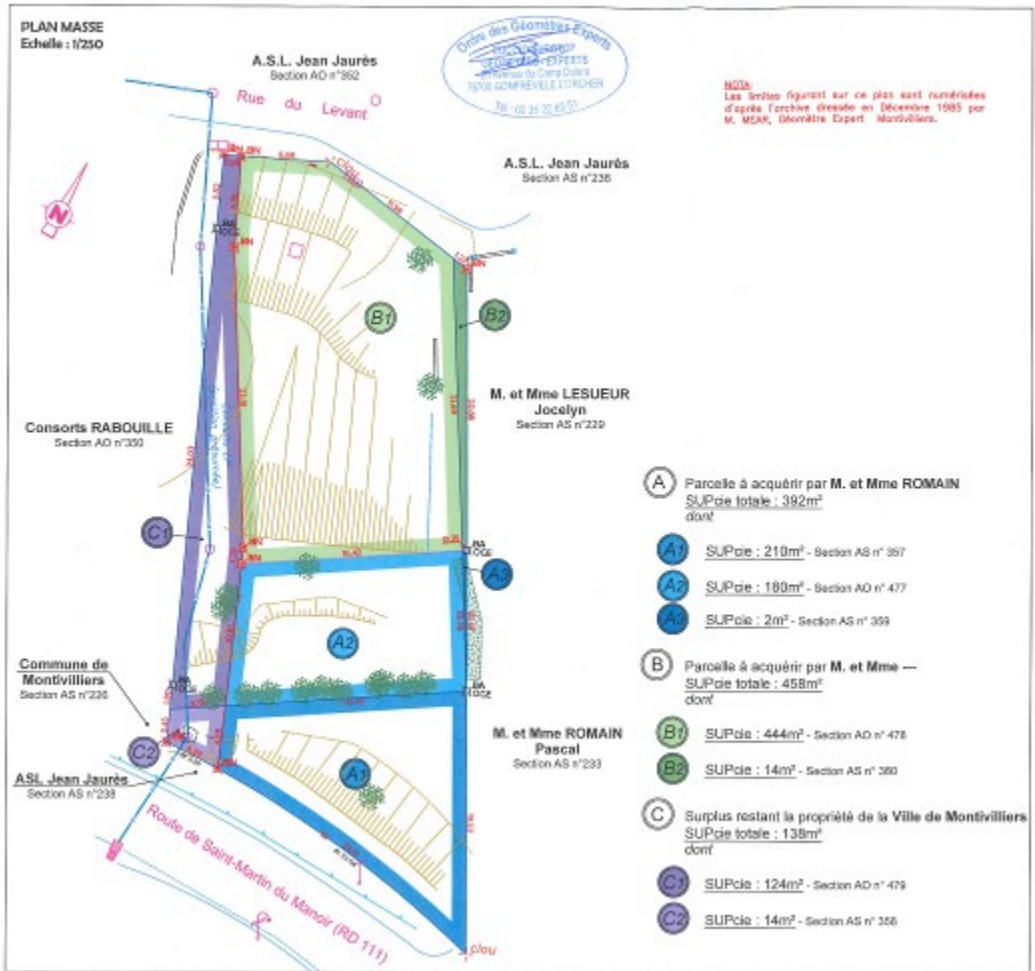 PLAN MASSE
Echelle : 1/250
A.S.L. Jean Jaurès
Section AO n°352
Rue du Levant
Ordre des Géomètres Experts
GÉOMÈTRES - EXPERTS
76700 GONFREVILLE L'ORCHER
NOTA:
Les limites figurant sur ce plan sont numérisées
d'après l'archive dressée en Décembre 1985 par
M. MEAR, Géomètre Expert Montivilliers.
A.S.L. Jean Jaurès
Section AS n°236
clou
N
B1
B2
M. et Mme LESUEUR
Jocelyn
Section AS n°229
Consorts RABOUILLE
Section AO n°350
C1
A3
A2
Commune de
Montivilliers
Section AS n°226
C2
ASL Jean Jaurès
Section AS n°238
M. et Mme ROMAIN
Pascal
Section AS n°233
A1
Route de Saint-Martin du Manoir (RD 111)
clou
A Parcelle à acquérir par M. et Mme ROMAIN
SUPcie totale : 392m²
dont
A1 SUPcie : 210m² - Section AS n° 357
A2 SUPcie : 180m² - Section AO n° 477
A3 SUPcie : 2m² - Section AS n° 359
B Parcelle à acquérir par M. et Mme ---
SUPcie totale : 458m²
dont
B1 SUPcie : 444m² - Section AO n° 478
B2 SUPcie : 14m² - Section AS n° 360
C Surplus restant la propriété de la Ville de Montivilliers
SUPcie totale : 138m²
dont
C1 SUPcie : 124m² - Section AO n° 479
C2 SUPcie : 14m² - Section AS n° 358